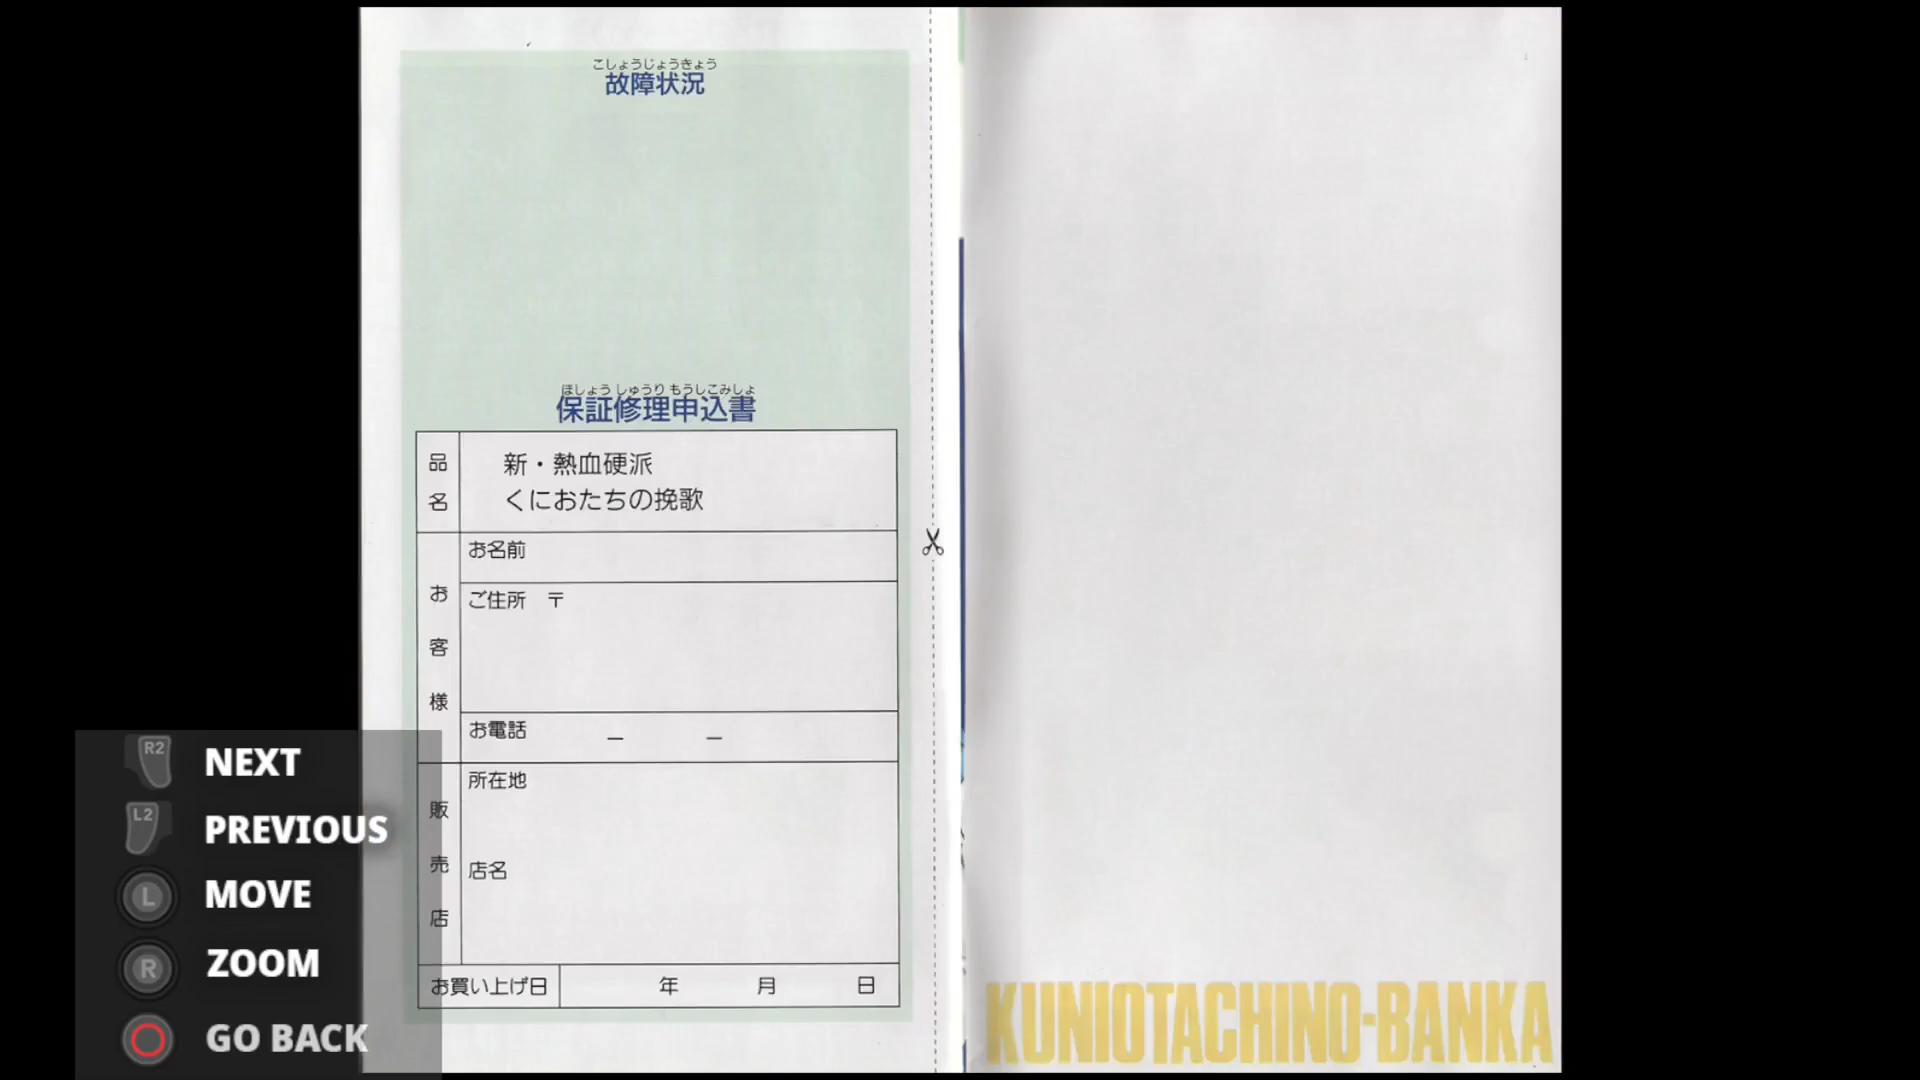 こしょうじょうきょう
故障状況
ほしょう しゅうり もうしこみしょ
保証修理申込書
品名
新・熱血硬派
くにおたちの挽歌
お客様
お名前
ご住所 〒
お電話 － －
販売店
所在地
店名
お買い上げ日 年 月 日
KUNIOTACHINO-BANKA
R2 NEXT
L2 PREVIOUS
L MOVE
R ZOOM
GO BACK